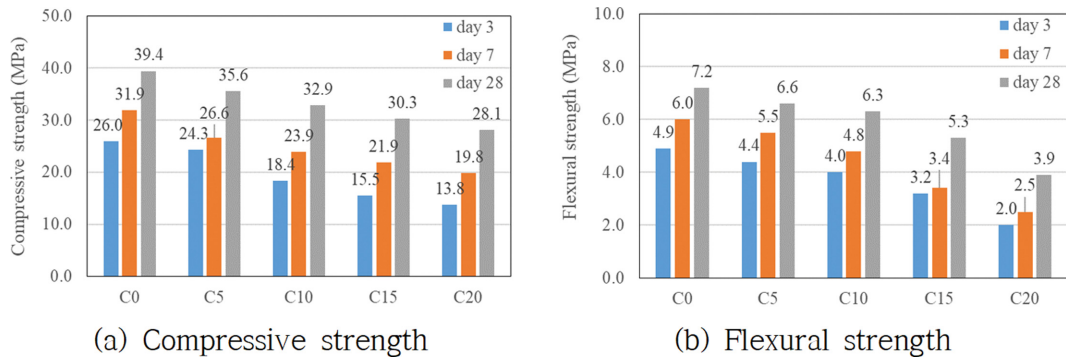 50.0
40.0
30.0
20.0
10.0
0.0
Compressive strength (MPa)
day 3
day 7
day 28
26.0 31.9 39.4
24.3 26.6 35.6
18.4 23.9 32.9
15.5 21.9 30.3
13.8 19.8 28.1
C0 C5 C10 C15 C20
(a) Compressive strength
10.0
8.0
6.0
4.0
2.0
0.0
Flexural strength (MPa)
day 3
day 7
day 28
4.9 6.0 7.2
4.4 5.5 6.6
4.0 4.8 6.3
3.2 3.4 5.3
2.0 2.5 3.9
C0 C5 C10 C15 C20
(b) Flexural strength